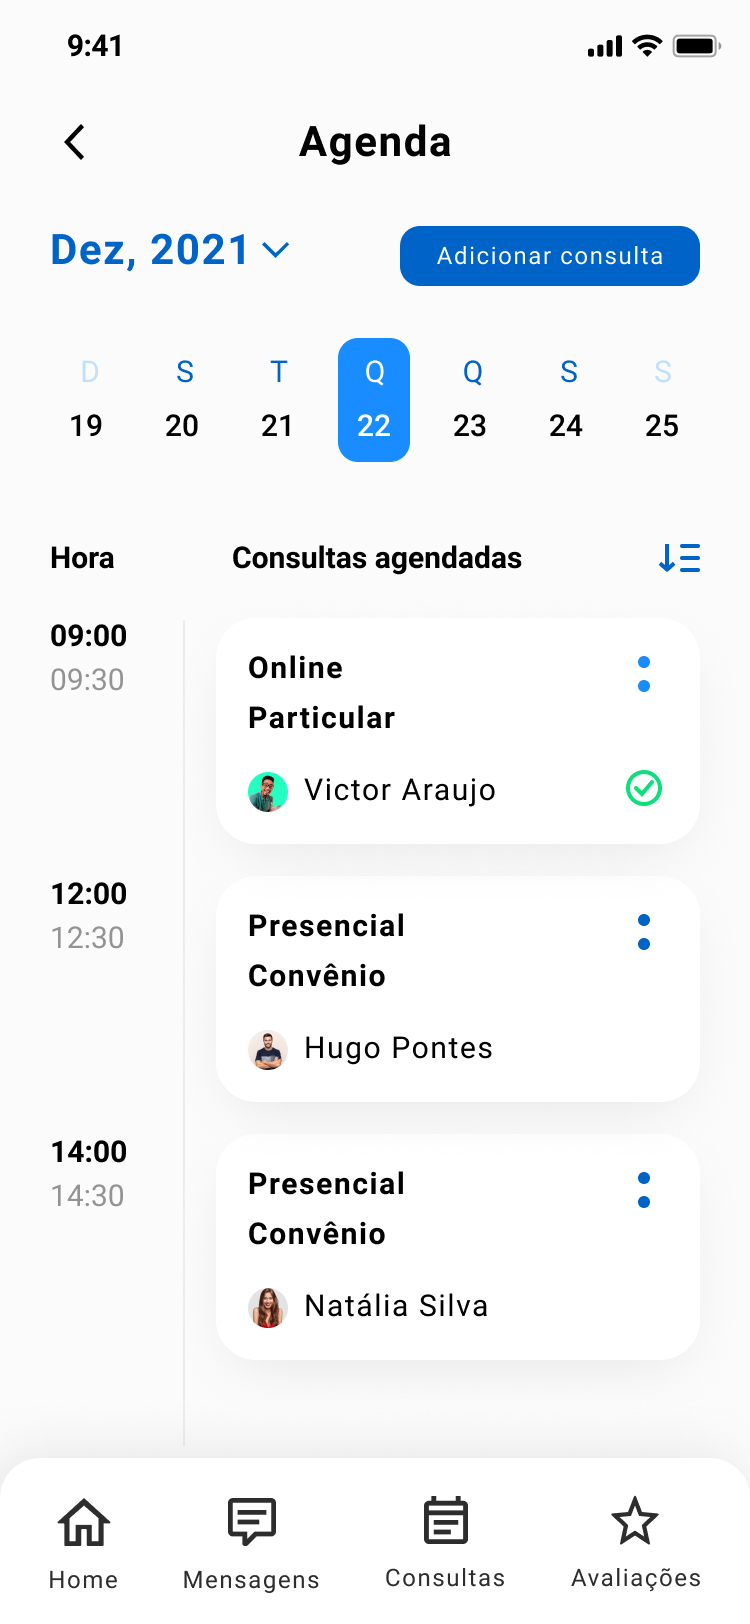 9:41
Agenda
Dez, 2021
Adicionar consulta
D S T Q Q S S
19 20 21 22 23 24 25
Hora Consultas agendadas
09:00
09:30
Online
Particular
Victor Araujo
12:00
12:30
Presencial
Convênio
Hugo Pontes
14:00
14:30
Presencial
Convênio
Natália Silva
Home Mensagens Consultas Avaliações